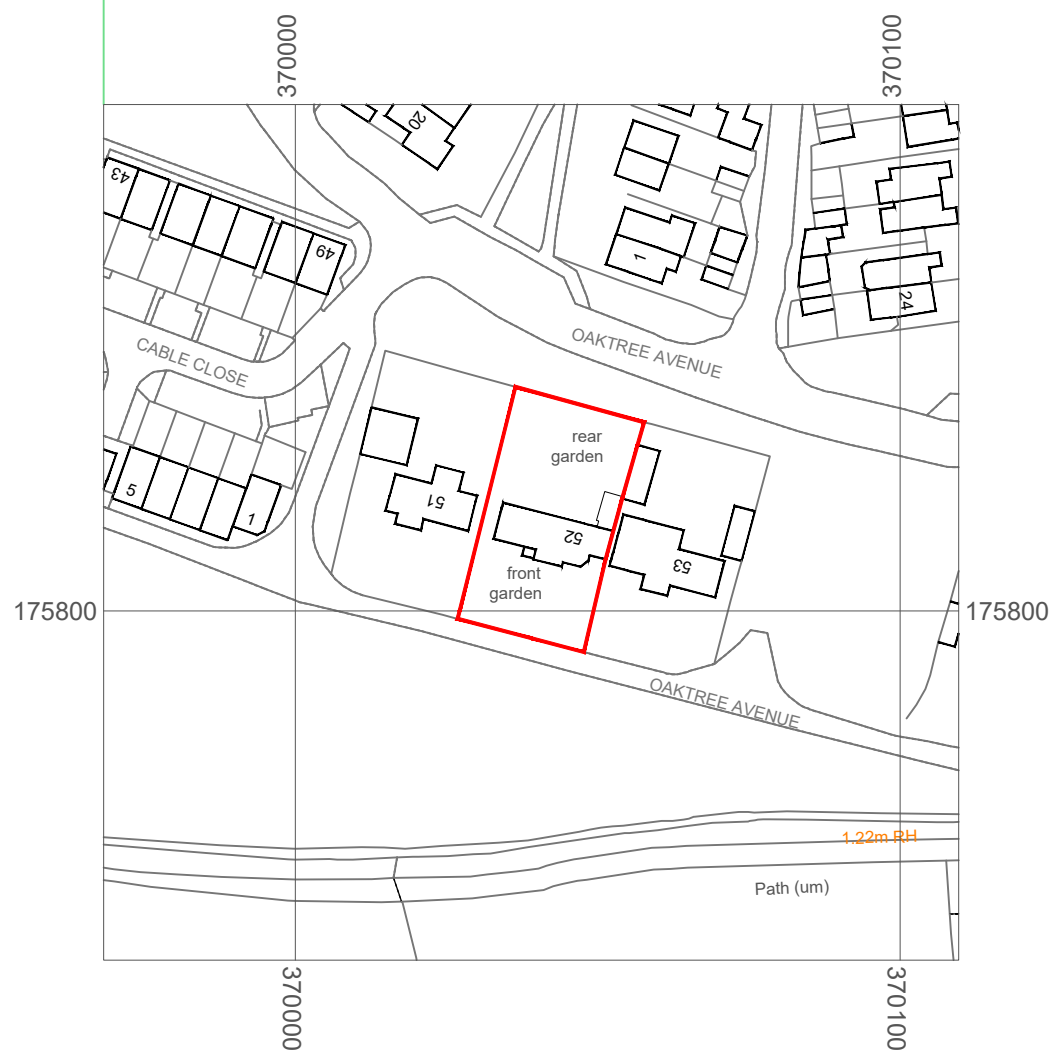 370000
370100
20
43
49
1
24
OAKTREE AVENUE
CABLE CLOSE
rear
garden
5
1
51
52
53
front
garden
175800
175800
OAKTREE AVENUE
1.22m RH
Path (um)
370000
370100